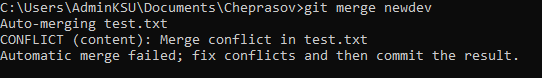 C:\Users\AdminKSU\Documents\Cheprasov>git merge newdev
Auto-merging test.txt
CONFLICT (content): Merge conflict in test.txt
Automatic merge failed; fix conflicts and then commit the result.